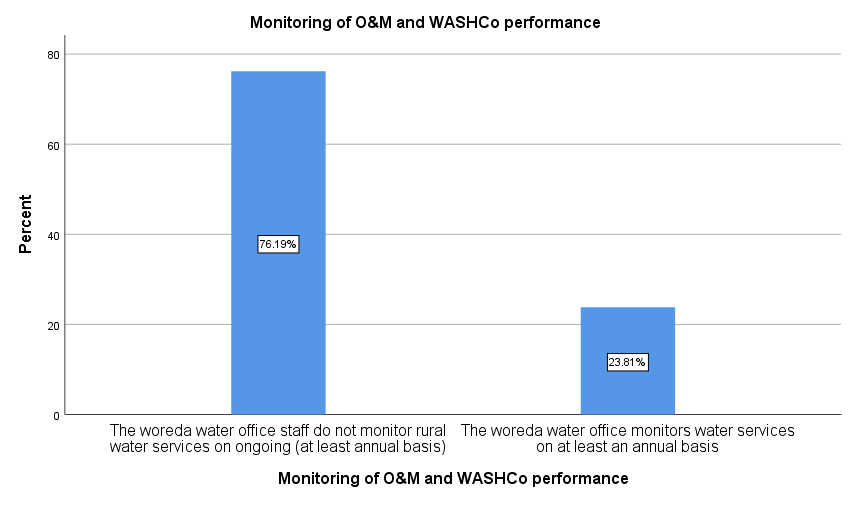 Monitoring of O&M and WASHCo performance
80
60
40
20
0
Percent
76.19%
23.81%
The woreda water office staff do not monitor rural
water services on ongoing (at least annual basis)
The woreda water office monitors water services
on at least an annual basis
Monitoring of O&M and WASHCo performance